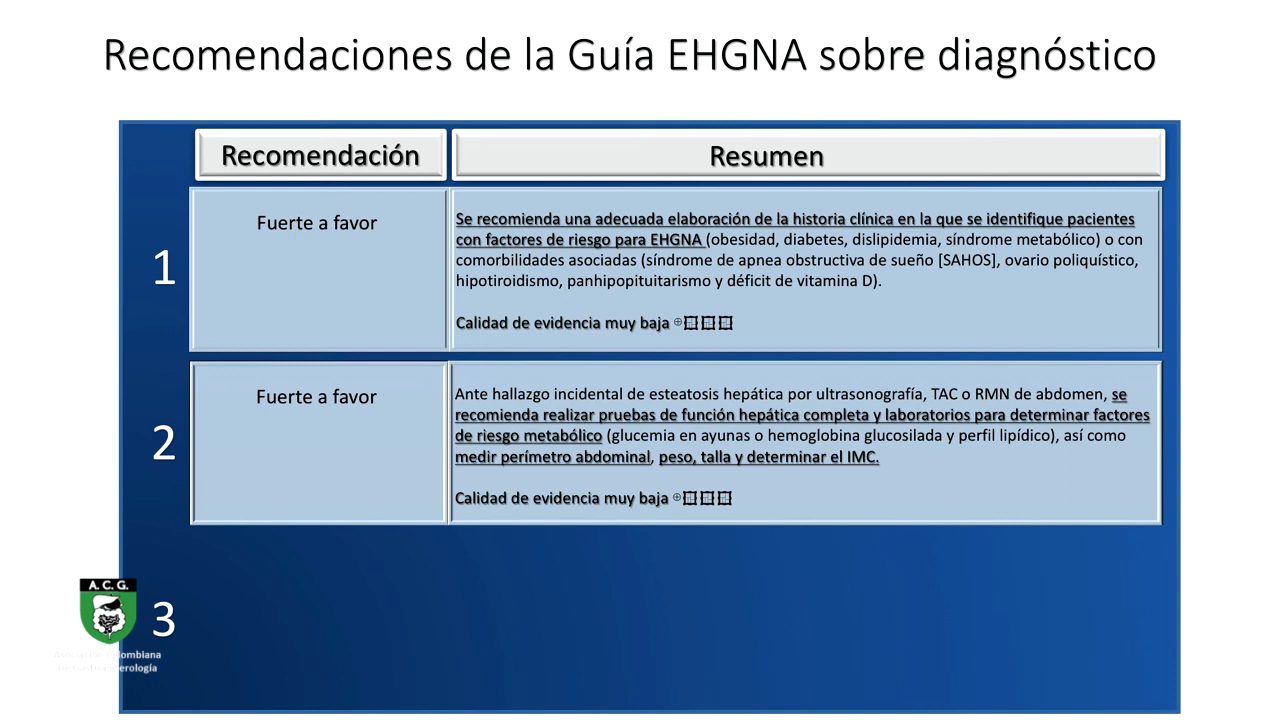 Recomendaciones de la Guía EHGNA sobre diagnóstico
Recomendación
Resumen
1
Fuerte a favor
Se recomienda una adecuada elaboración de la historia clínica en la que se identifique pacientes
con factores de riesgo para EHGNA (obesidad, diabetes, dislipidemia, síndrome metabólico) o con
comorbilidades asociadas (síndrome de apnea obstructiva de sueño [SAHOS], ovario poliquístico,
hipotiroidismo, panhipopituitarismo y déficit de vitamina D).
Calidad de evidencia muy baja ⊕
2
Fuerte a favor
Ante hallazgo incidental de esteatosis hepática por ultrasonografía, TAC o RMN de abdomen, se
recomienda realizar pruebas de función hepática completa y laboratorios para determinar factores
de riesgo metabólico (glucemia en ayunas o hemoglobina glucosilada y perfil lipídico), así como
medir perímetro abdominal, peso, talla y determinar el IMC.
Calidad de evidencia muy baja ⊕
3
A. C. G.